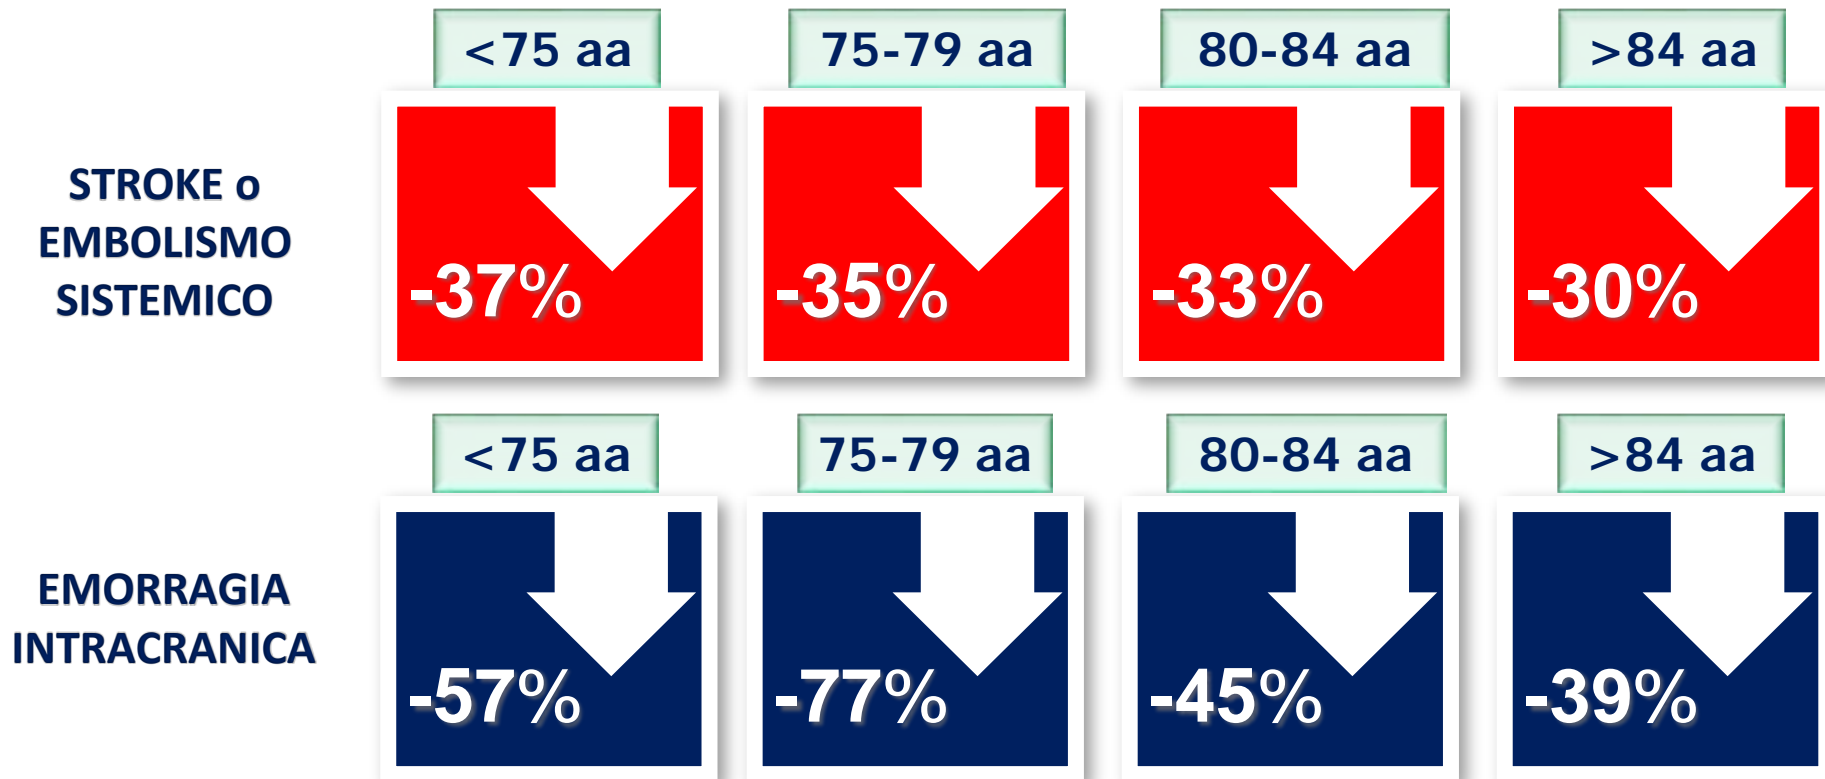 <75 aa
75-79 aa
80-84 aa
>84 aa
STROKE o
EMBOLISMO
SISTEMICO
-37%
-35%
-33%
-30%
<75 aa
75-79 aa
80-84 aa
>84 aa
EMORRAGIA
INTRACRANICA
-57%
-77%
-45%
-39%